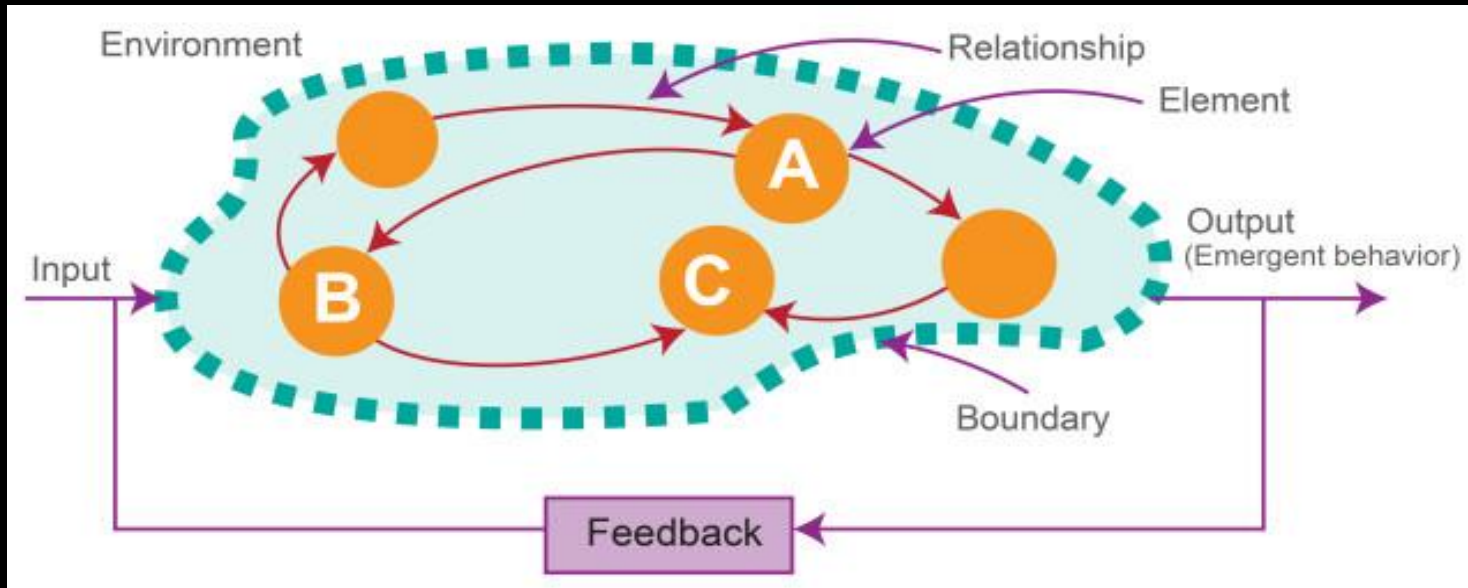 Environment
Relationship
Element
A
Output
(Emergent behavior)
Input
B
C
Boundary
Feedback